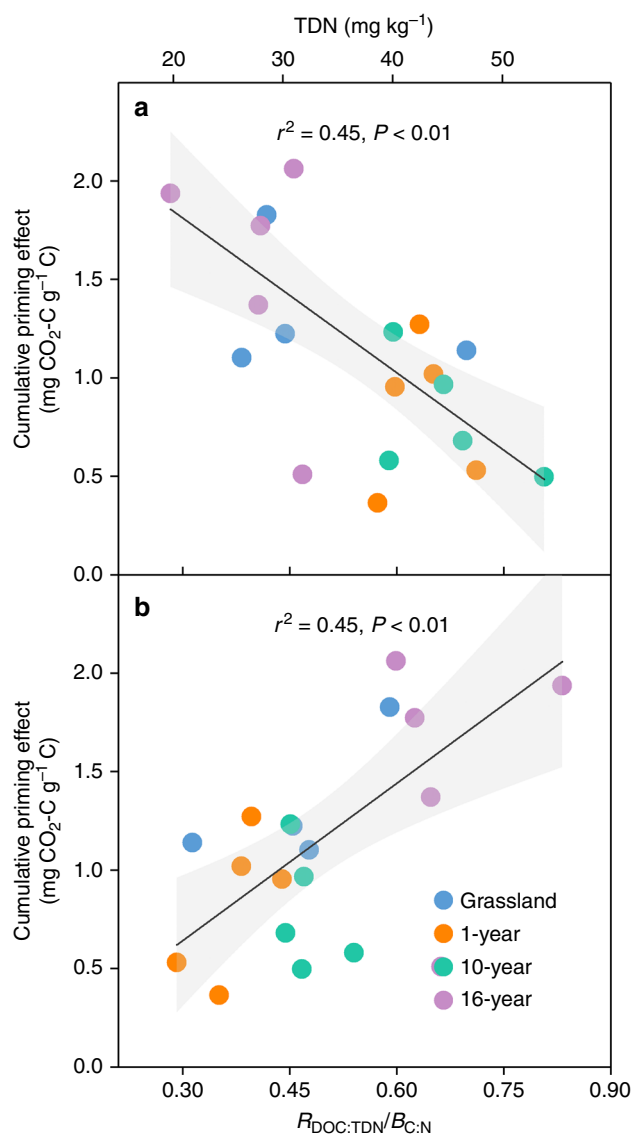 TDN (mg kg⁻¹)
20 30 40 50
a
r² = 0.45, P < 0.01
2.0
1.5
1.0
0.5
0.0
Cumulative priming effect
(mg CO₂-C g⁻¹ C)
b
r² = 0.45, P < 0.01
2.0
1.5
1.0
0.5
0.0
Cumulative priming effect
(mg CO₂-C g⁻¹ C)
Grassland
1-year
10-year
16-year
0.30 0.45 0.60 0.75 0.90
R_DOC:TDN/B_C:N